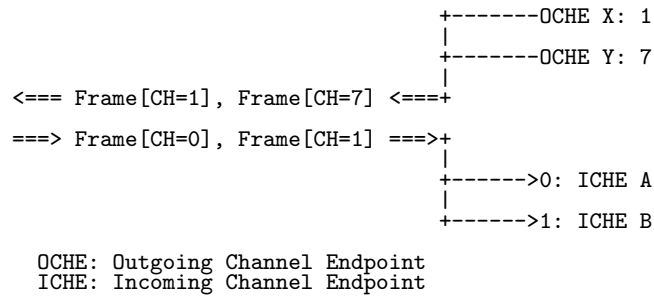 +-------OCHE X: 1
|
+-------OCHE Y: 7
|
<=== Frame[CH=1], Frame[CH=7] <===+
===> Frame[CH=0], Frame[CH=1] ===>+
|
+------>0: ICHE A
|
+------>1: ICHE B
OCHE: Outgoing Channel Endpoint
ICHE: Incoming Channel Endpoint